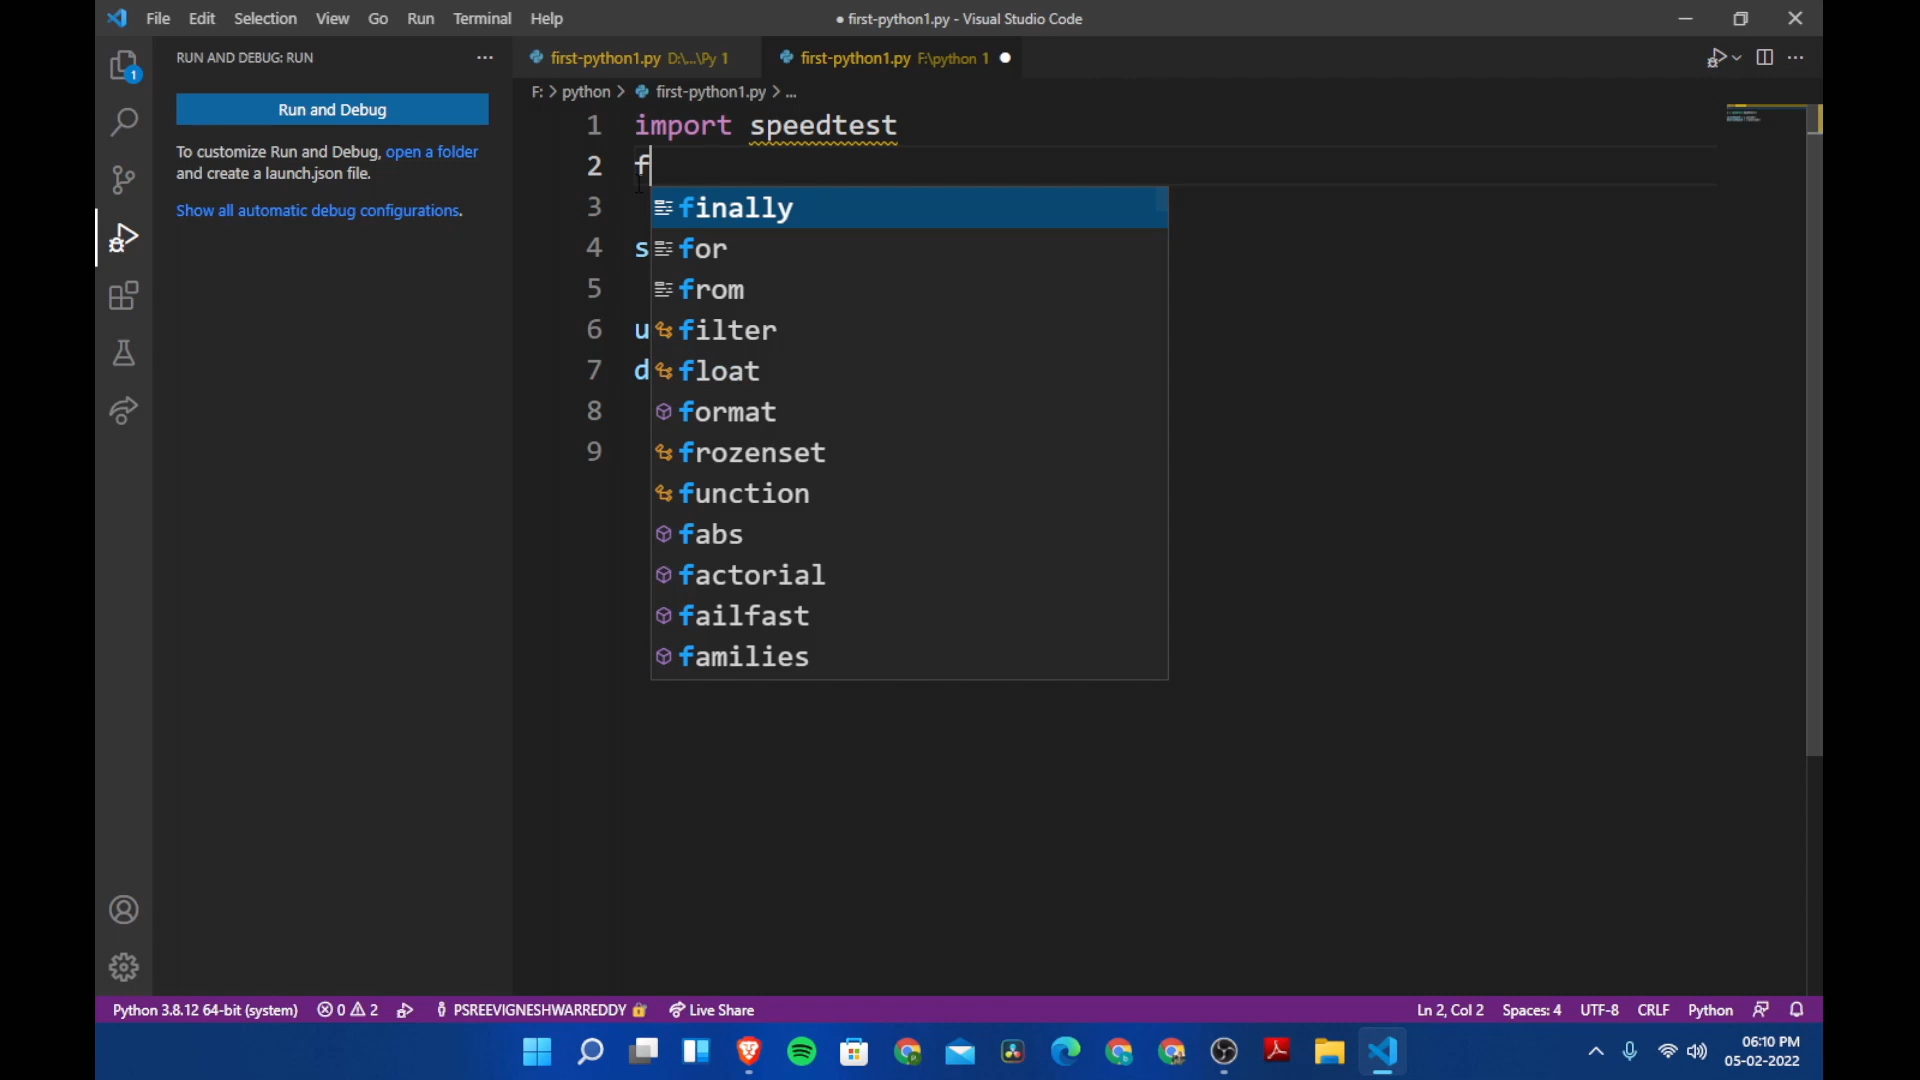 File Edit Selection View Go Run Terminal Help
● first-python1.py - Visual Studio Code
RUN AND DEBUG: RUN
Run and Debug
To customize Run and Debug, open a folder
and create a launch.json file.
Show all automatic debug configurations.
1
first-python1.py D:\...\Py 1
first-python1.py F:\python 1
F: > python > first-python1.py > ...
1 import speedtest
2 f
3 finally
4 s for
5 from
6 u filter
7 d float
8 format
9 frozenset
function
fabs
factorial
failfast
families
Python 3.8.12 64-bit (system) 0 2 PSREEVIGNESHWARREDDY Live Share
Ln 2, Col 2 Spaces: 4 UTF-8 CRLF Python
06:10 PM
05-02-2022